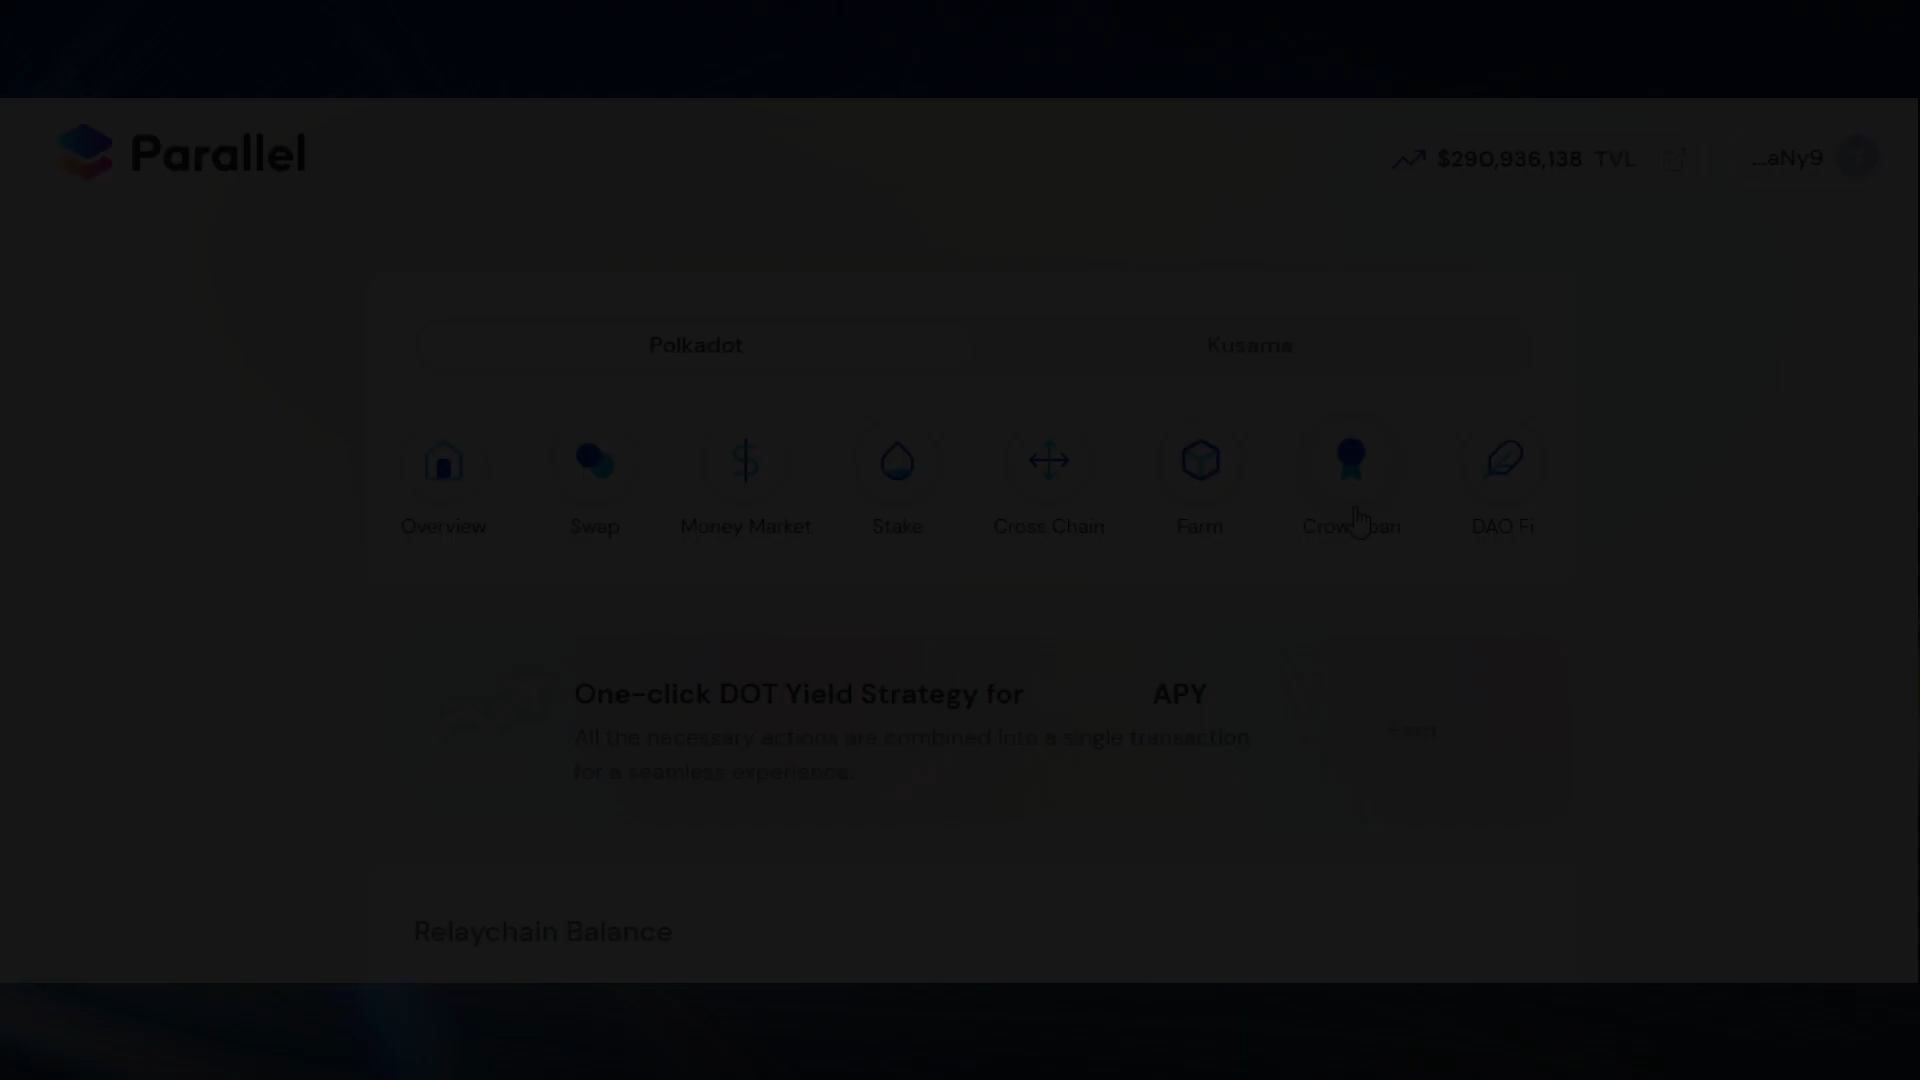 Parallel
$290,936,138 TVL
...aNy9
Polkadot
Kusama
Overview
Swap
Money Market
Stake
Cross Chain
Farm
DAO Fi
One-click DOT Yield Strategy for APY
All the necessary actions are combined into a single transaction
for a seamless experience.
Relaychain Balance